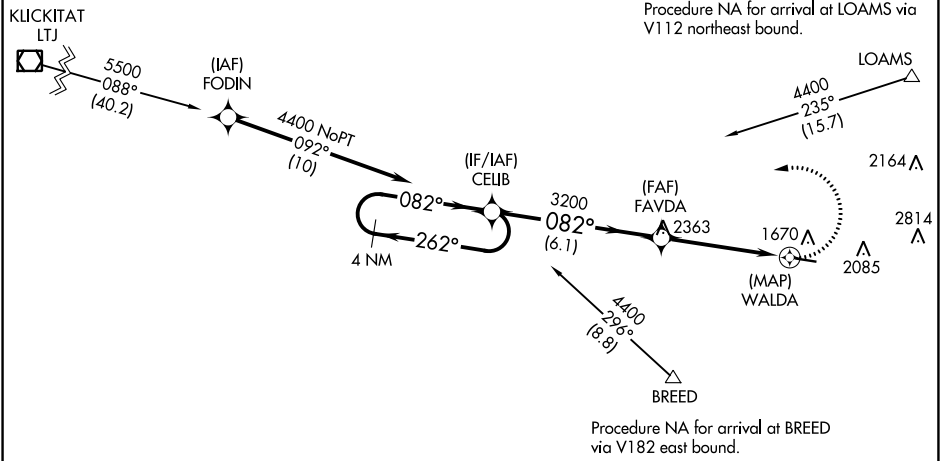 Procedure NA for arrival at LOAMS via
V112 northeast bound.
KLICKITAT
LTJ
5500
088°
(40.2)
(IAF)
FODIN
LOAMS
4400
235°
(15.7)
4400 NoPT
092°
(10)
(IF/IAF)
CELIB
082°
262°
4 NM
3200
082°
(6.1)
(FAF)
FAVDA
2363
2164
2814
1670
2085
(MAP)
WALDA
4400
296°
(8.8)
BREED
Procedure NA for arrival at BREED
via V182 east bound.